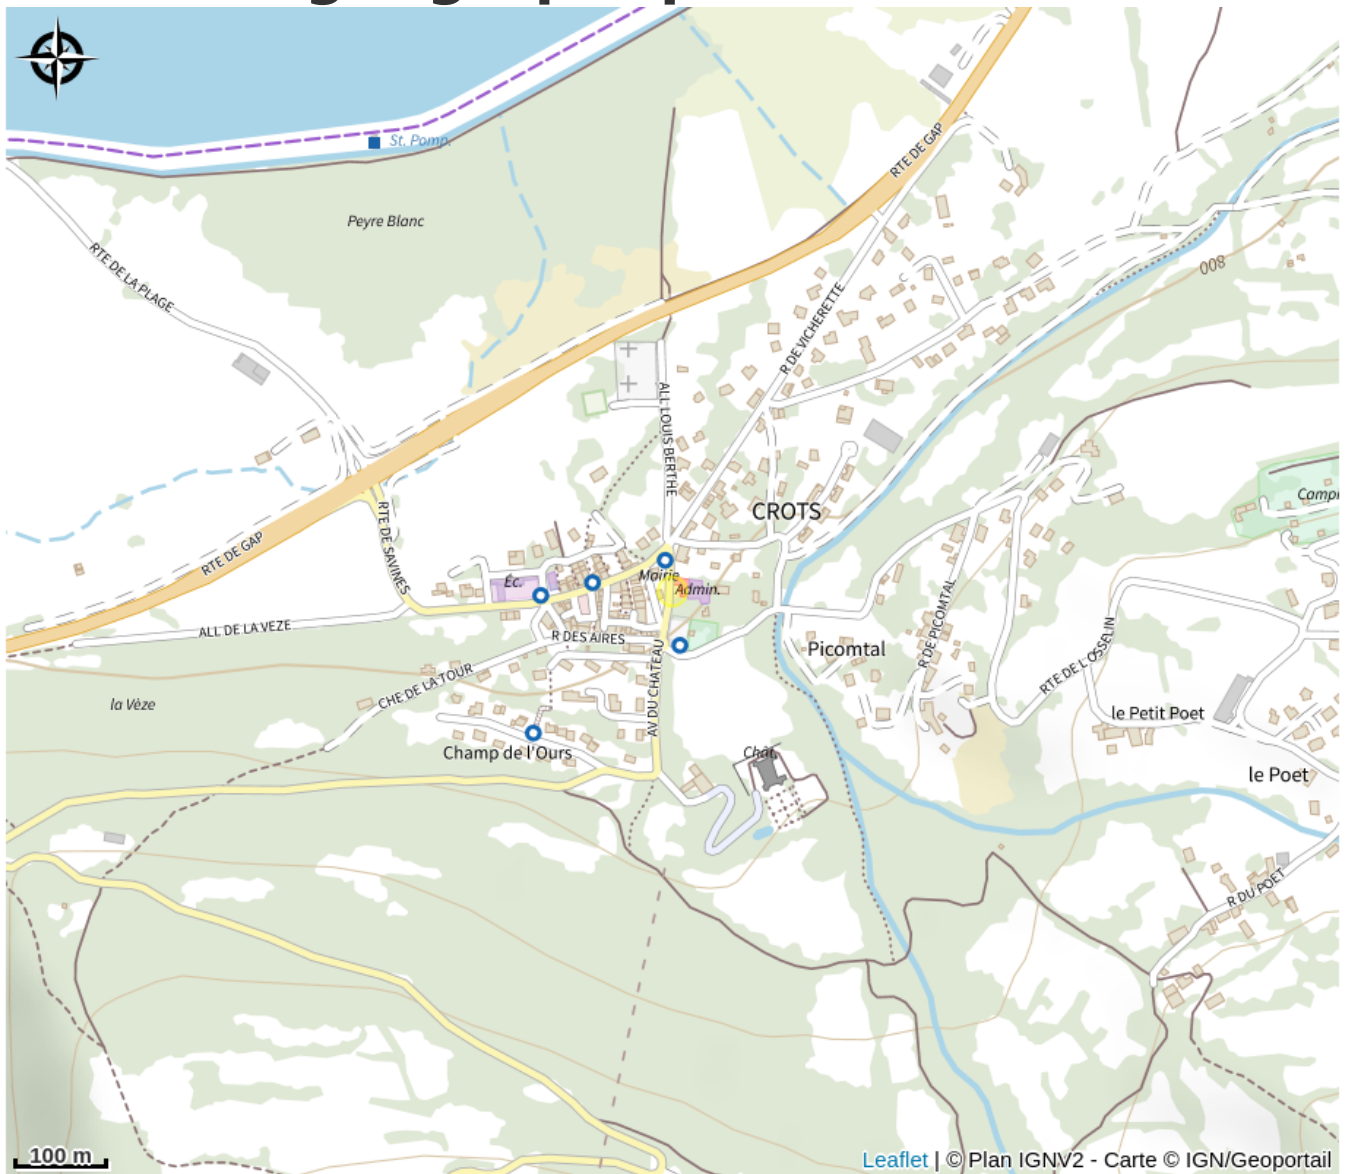 St. Pomp.
RTE DE GAP
Peyre Blanc
RTE DE LA PLAGE
008
R DE VICHERETTE
ALL LOUIS BERTHE
RTE DE SAVINES
CROTS
RTE DE GAP
Éc.
Mairie
Admin.
ALL DE LA VEZE
R DES AIRES
Picomtal
R DE PICOMTAL
RTE DE L'OSSELIN
CHE DE LA TOUR
AV DU CHATEAU
la Vèze
le Petit Poet
Champ de l'Ours
Chât.
le Poet
R DU POET
100 m
Leaflet | © Plan IGNV2 - Carte © IGN/Geoportail